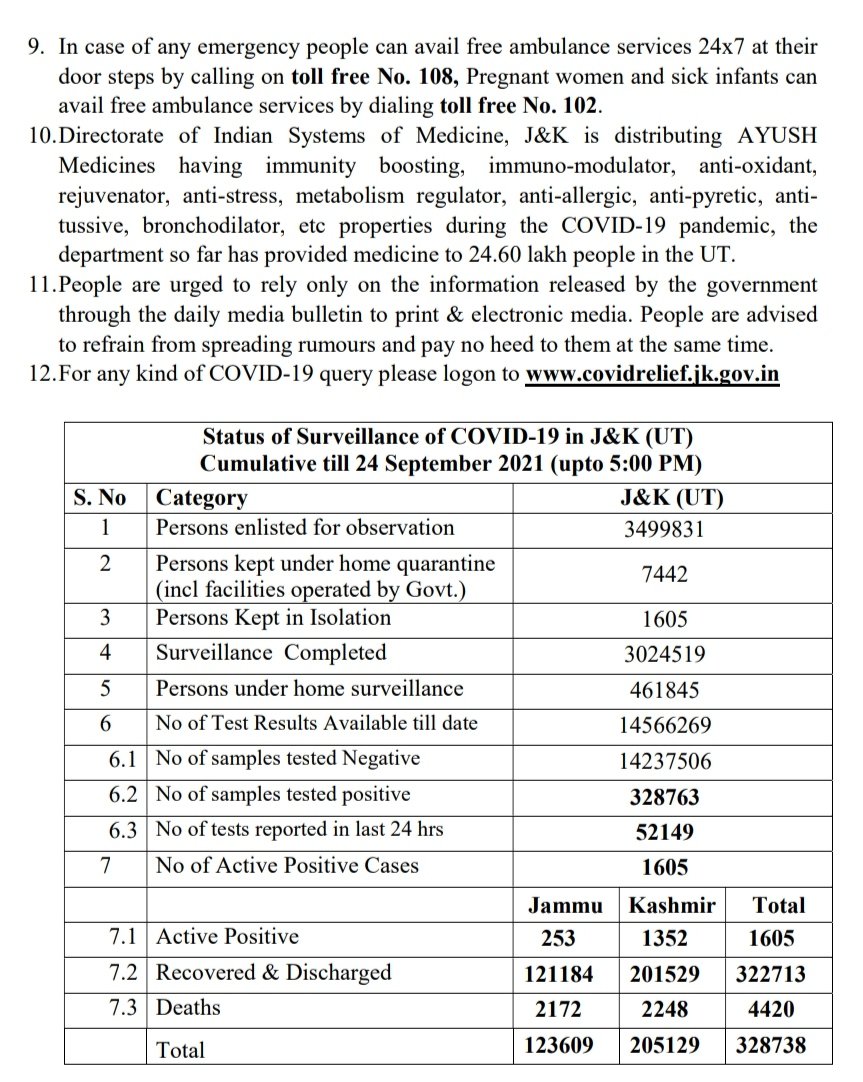 9. In case of any emergency people can avail free ambulance services 24x7 at their
door steps by calling on toll free No. 108, Pregnant women and sick infants can
avail free ambulance services by dialing toll free No. 102.
10.Directorate of Indian Systems of Medicine, J&K is distributing AYUSH
Medicines having immunity boosting, immuno-modulator, anti-oxidant,
rejuvenator, anti-stress, metabolism regulator, anti-allergic, anti-pyretic, anti-
tussive, bronchodilator, etc properties during the COVID-19 pandemic, the
department so far has provided medicine to 24.60 lakh people in the UT.
11.People are urged to rely only on the information released by the government
through the daily media bulletin to print & electronic media. People are advised
to refrain from spreading rumours and pay no heed to them at the same time.
12.For any kind of COVID-19 query please logon to www.covidrelief.jk.gov.in
Status of Surveillance of COVID-19 in J&K (UT)
Cumulative till 24 September 2021 (upto 5:00 PM)
S. No Category J&K (UT)
1 Persons enlisted for observation 3499831
2 Persons kept under home quarantine
(incl facilities operated by Govt.) 7442
3 Persons Kept in Isolation 1605
4 Surveillance Completed 3024519
5 Persons under home surveillance 461845
6 No of Test Results Available till date 14566269
6.1 No of samples tested Negative 14237506
6.2 No of samples tested positive 328763
6.3 No of tests reported in last 24 hrs 52149
7 No of Active Positive Cases 1605
Jammu Kashmir Total
7.1 Active Positive 253 1352 1605
7.2 Recovered & Discharged 121184 201529 322713
7.3 Deaths 2172 2248 4420
Total 123609 205129 328738